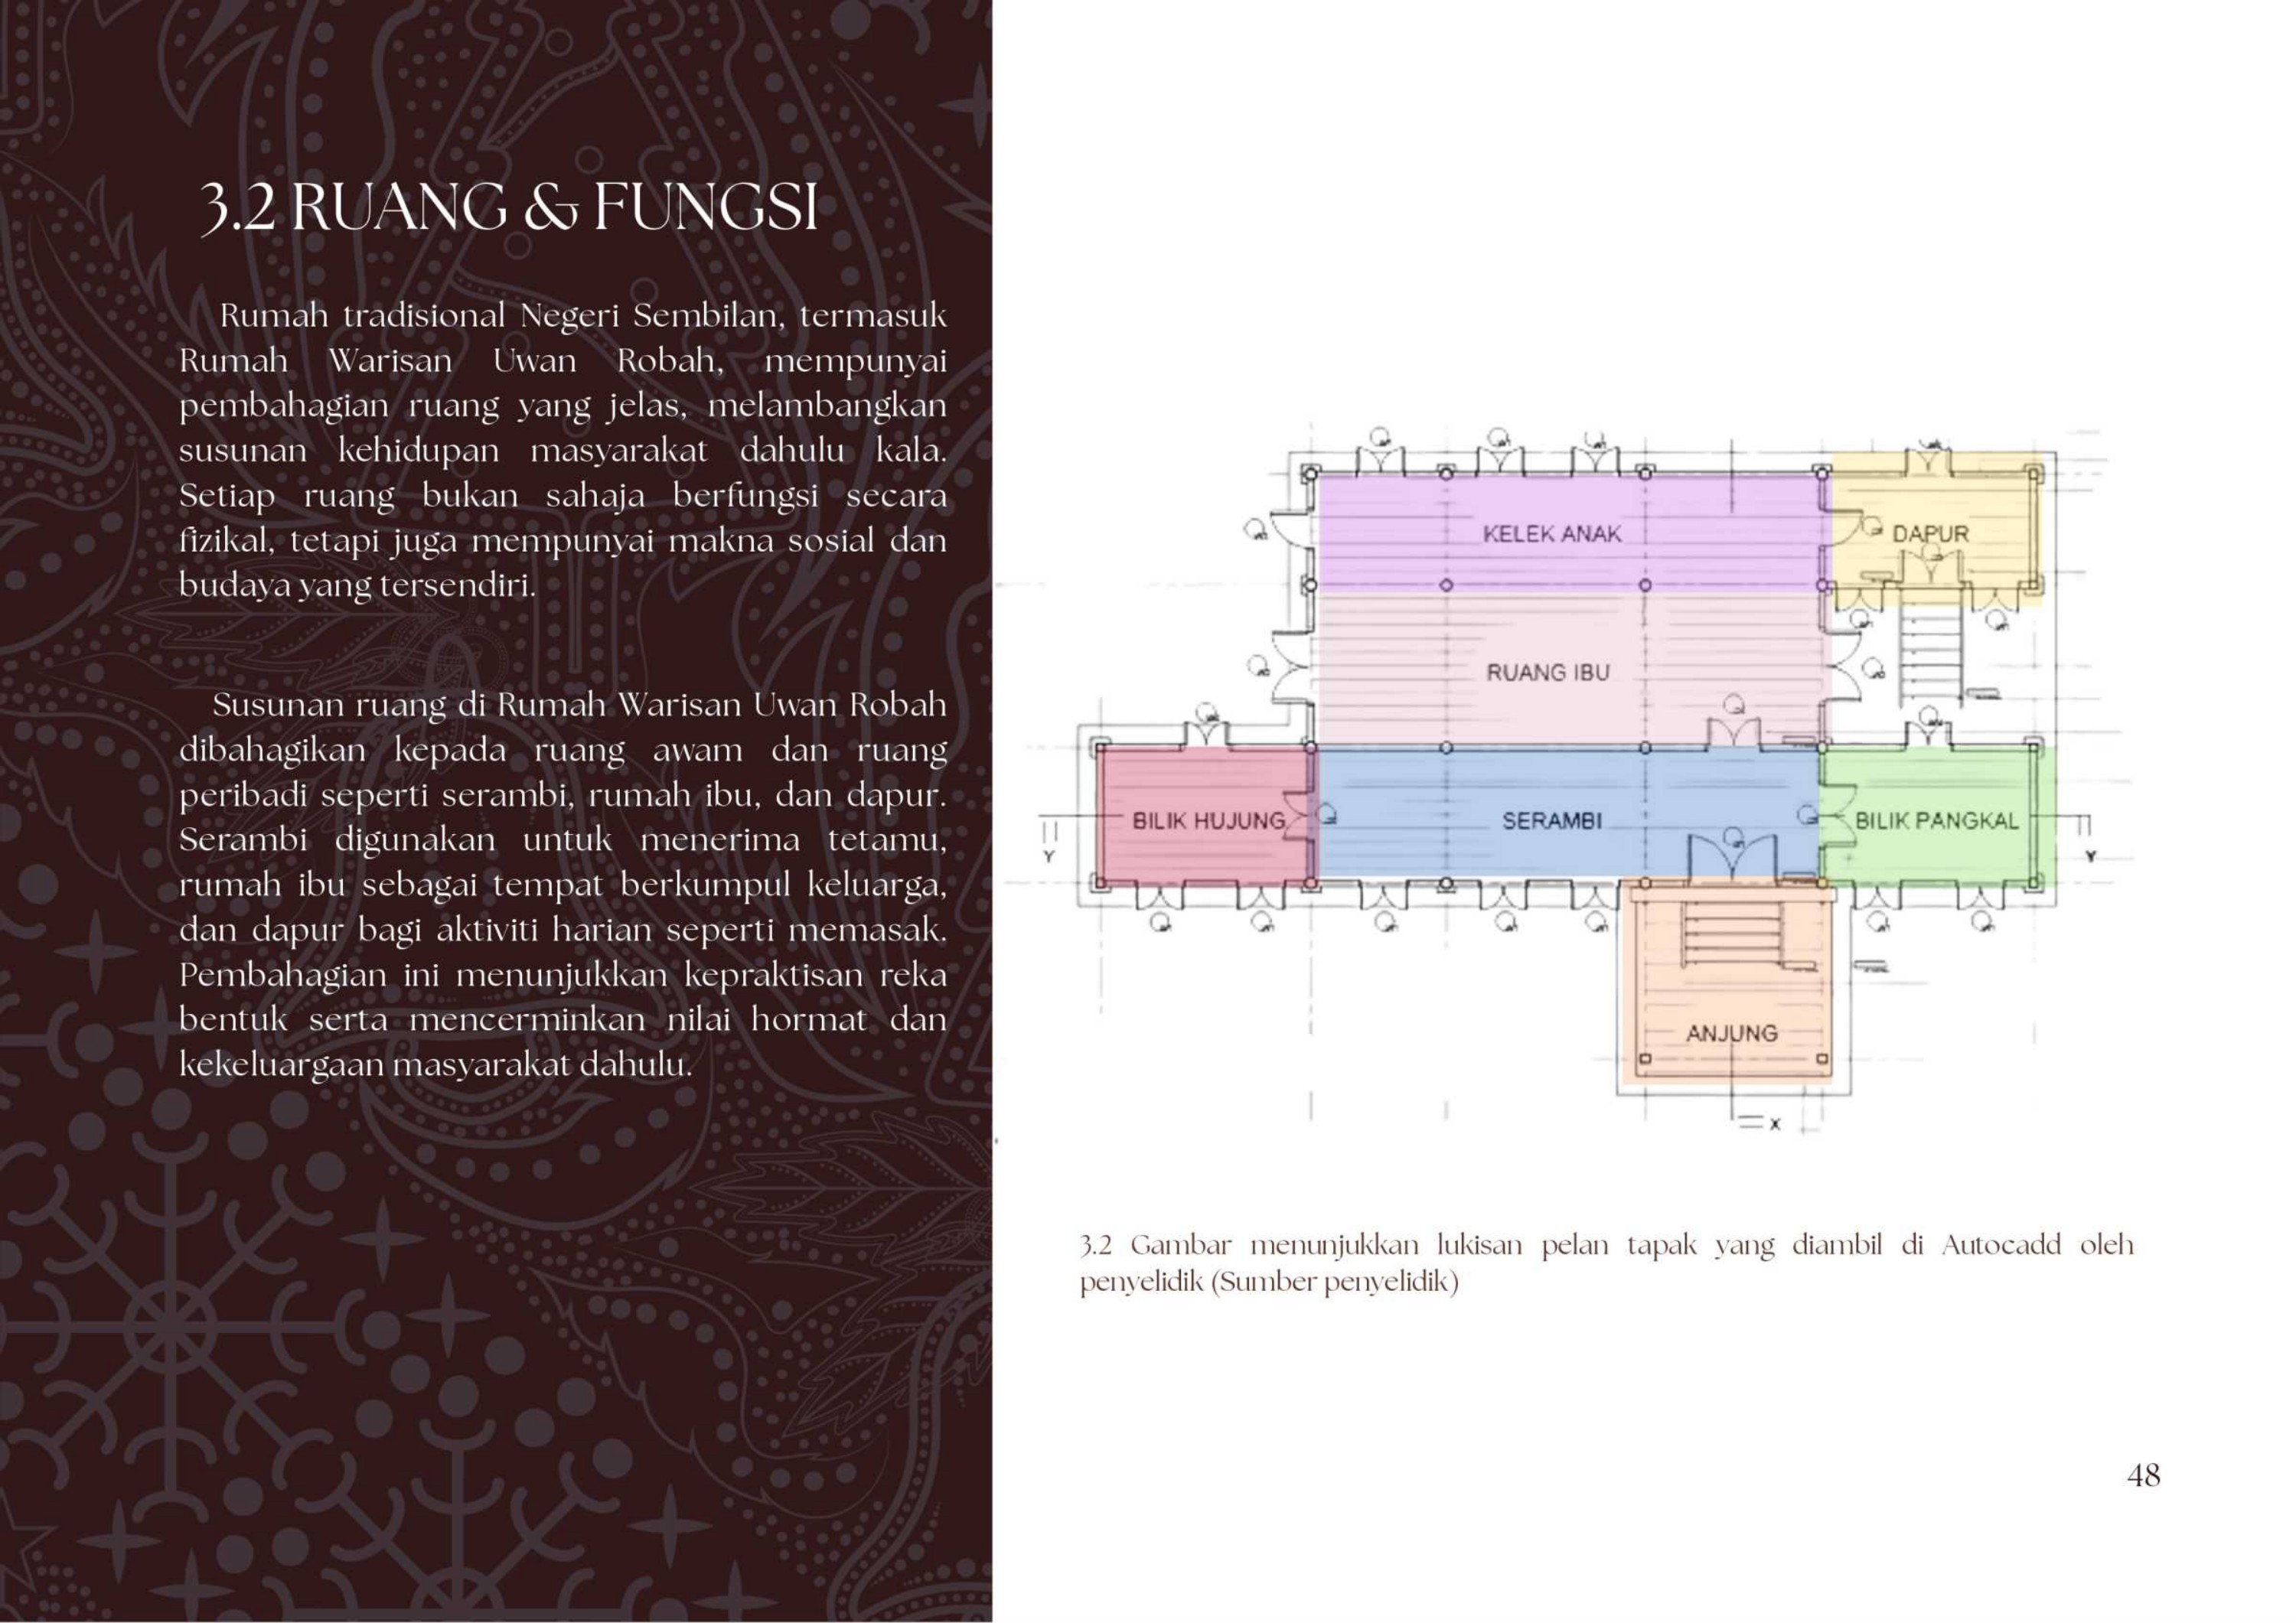 3.2 RUANG & FUNGSI
Rumah tradisional Negeri Sembilan, termasuk
Rumah Warisan Uwan Robah, mempunyai
pembahagian ruang yang jelas, melambangkan
susunan kehidupan masyarakat dahulu kala.
Setiap ruang bukan sahaja berfungsi secara
fizikal, tetapi juga mempunyai makna sosial dan
budaya yang tersendiri.
Susunan ruang di Rumah Warisan Uwan Robah
dibahagikan kepada ruang awam dan ruang
peribadi seperti serambi, rumah ibu, dan dapur.
Serambi digunakan untuk menerima tetamu,
rumah ibu sebagai tempat berkumpul keluarga,
dan dapur bagi aktiviti harian seperti memasak.
Pembahagian ini menunjukkan kepraktisan reka
bentuk serta mencerminkan nilai hormat dan
kekeluargaan masyarakat dahulu.
KELEK ANAK
DAPUR
RUANG IBU
BILIK HUJUNG
SERAMBI
BILIK PANGKAL
Y
Y
ANJUNG
X
3.2 Gambar menunjukkan lukisan pelan tapak yang diambil di Autocadd oleh
penyelidik (Sumber penyelidik)
48